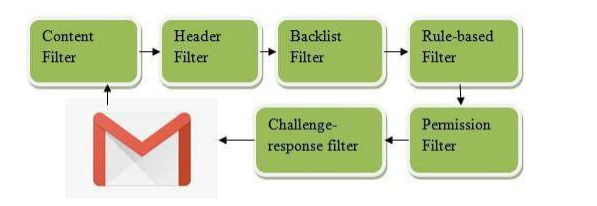 Content
Filter
Header
Filter
Backlist
Filter
Rule-based
Filter
Permission
Filter
Challenge-
response filter